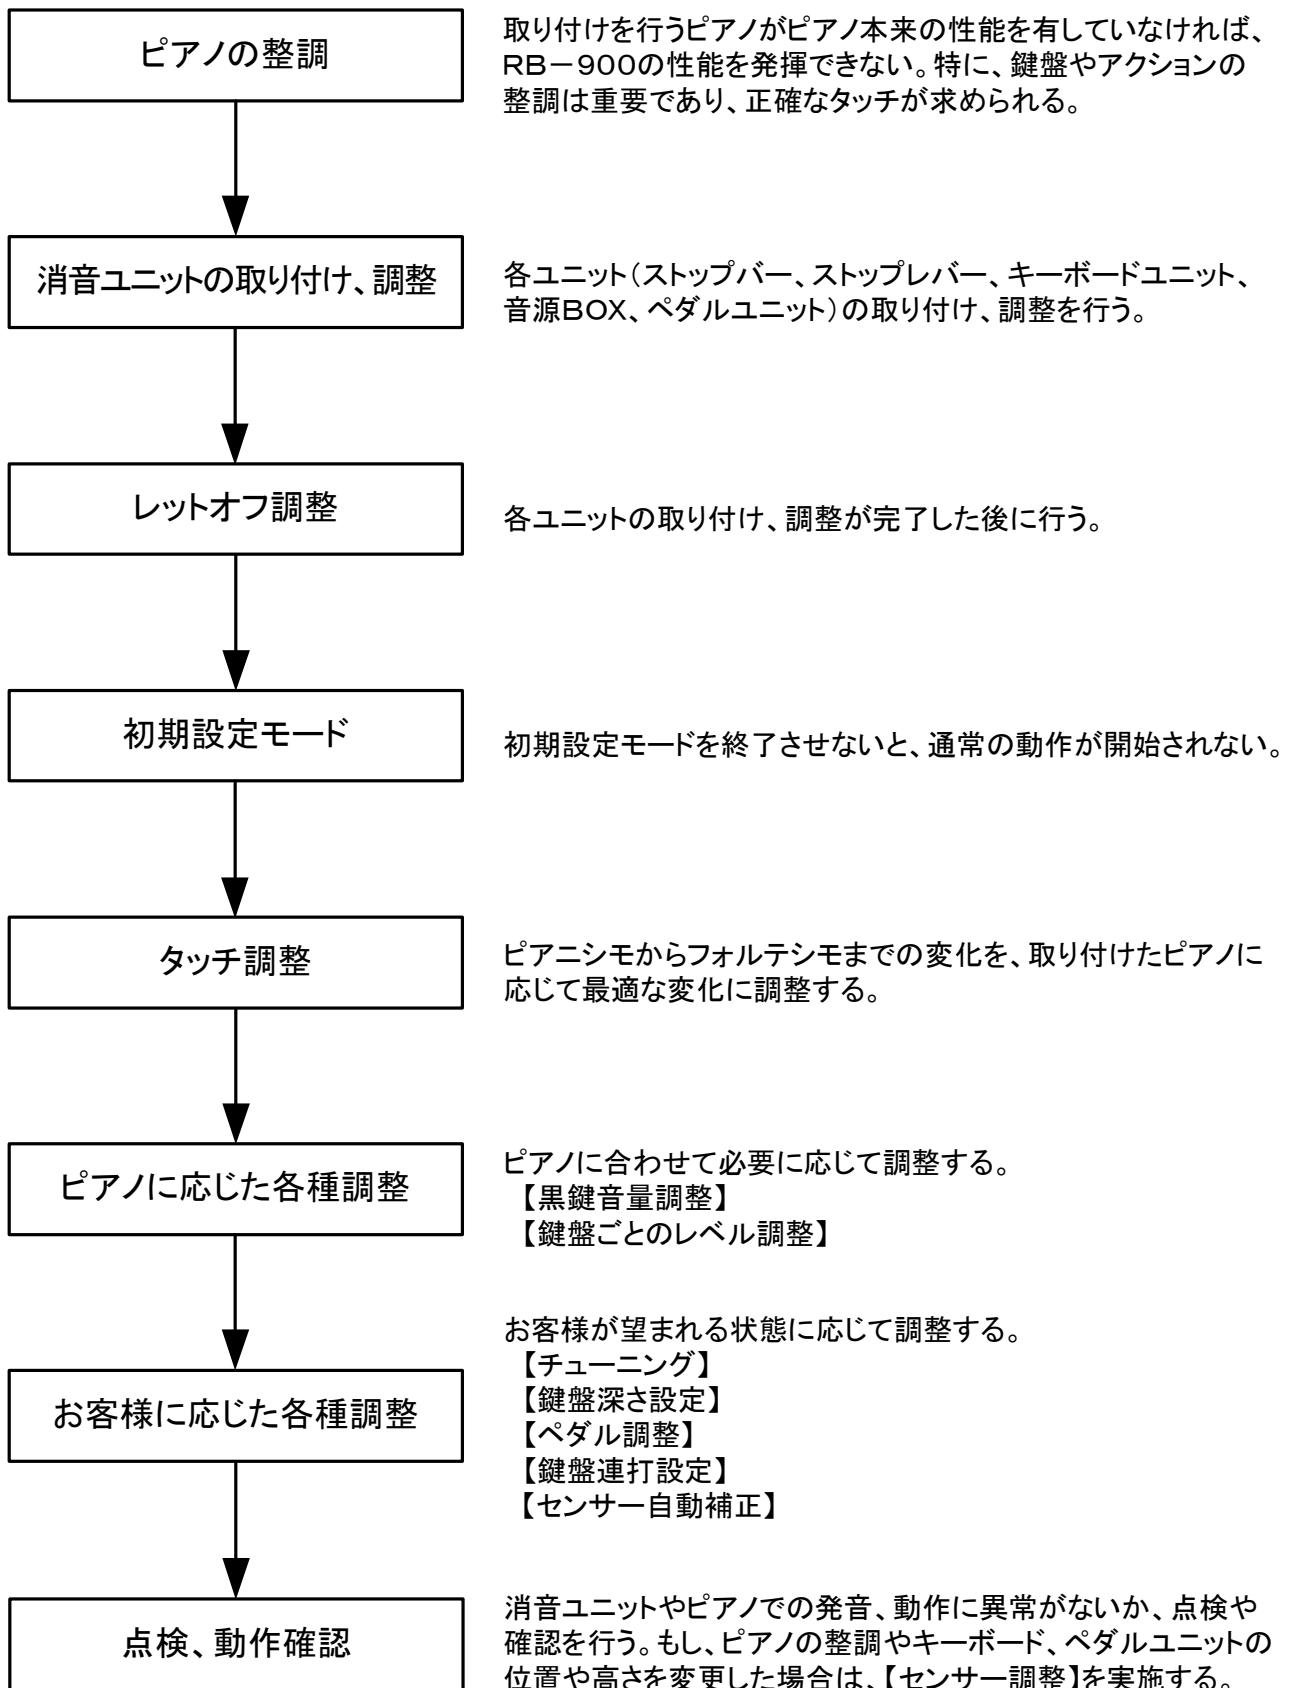 ピアノの整調
取り付けを行うピアノがピアノ本来の性能を有していなければ、
RB－900の性能を発揮できない。特に、鍵盤やアクションの
整調は重要であり、正確なタッチが求められる。
消音ユニットの取り付け、調整
各ユニット（ストップバー、ストップレバー、キーボードユニット、
音源BOX、ペダルユニット）の取り付け、調整を行う。
レットオフ調整
各ユニットの取り付け、調整が完了した後に行う。
初期設定モード
初期設定モードを終了させないと、通常の動作が開始されない。
タッチ調整
ピアニシモからフォルテシモまでの変化を、取り付けたピアノに
応じて最適な変化に調整する。
ピアノに応じた各種調整
ピアノに合わせて必要に応じて調整する。
【黒鍵音量調整】
【鍵盤ごとのレベル調整】
お客様に応じた各種調整
お客様が望まれる状態に応じて調整する。
【チューニング】
【鍵盤深さ設定】
【ペダル調整】
【鍵盤連打設定】
【センサー自動補正】
点検、動作確認
消音ユニットやピアノでの発音、動作に異常がないか、点検や
確認を行う。もし、ピアノの整調やキーボード、ペダルユニットの
位置や高さを変更した場合は、【センサー調整】を実施する。